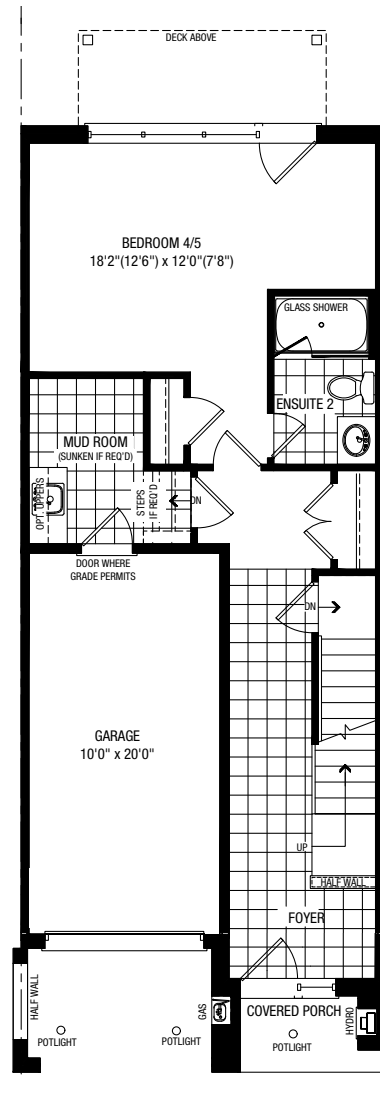 DECK ABOVE
BEDROOM 4/5
18'2"(12'6") x 12'0"(7'8")
GLASS SHOWER
ENSUITE 2
MUD ROOM
(SUNKEN IF REQ'D)
OPT. UPPERS
STEPS
IF REQ'D
DN
DOOR WHERE
GRADE PERMITS
DN
GARAGE
10'0" x 20'0"
UP
HALF WALL
FOYER
HALF WALL
GAS
COVERED PORCH
HYDRO
POTLIGHT
POTLIGHT
POTLIGHT